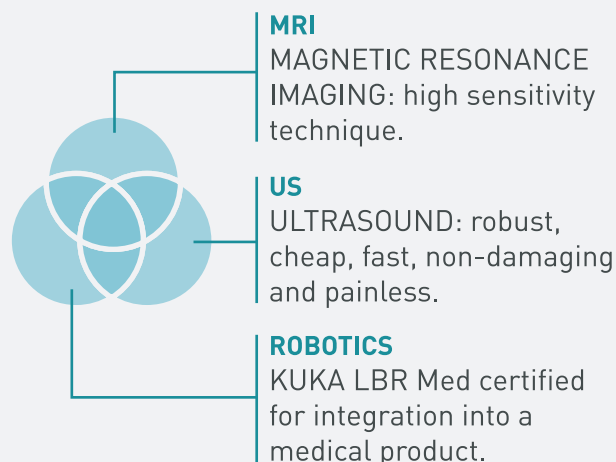 MRI
MAGNETIC RESONANCE
IMAGING: high sensitivity
technique.
US
ULTRASOUND: robust,
cheap, fast, non-damaging
and painless.
ROBOTICS
KUKA LBR Med certified
for integration into a
medical product.